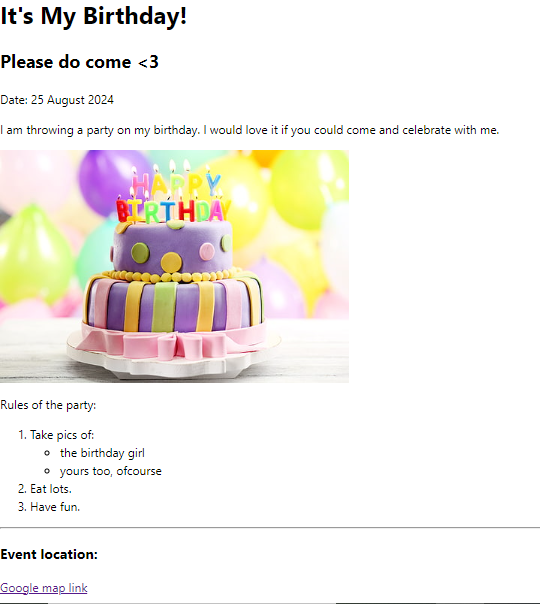 It's My Birthday!
Please do come <3
Date: 25 August 2024
I am throwing a party on my birthday. I would love it if you could come and celebrate with me.
HAPPY
BIRTHDAY
Rules of the party:
1. Take pics of:
○ the birthday girl
○ yours too, ofcourse
2. Eat lots.
3. Have fun.
Event location:
Google map link